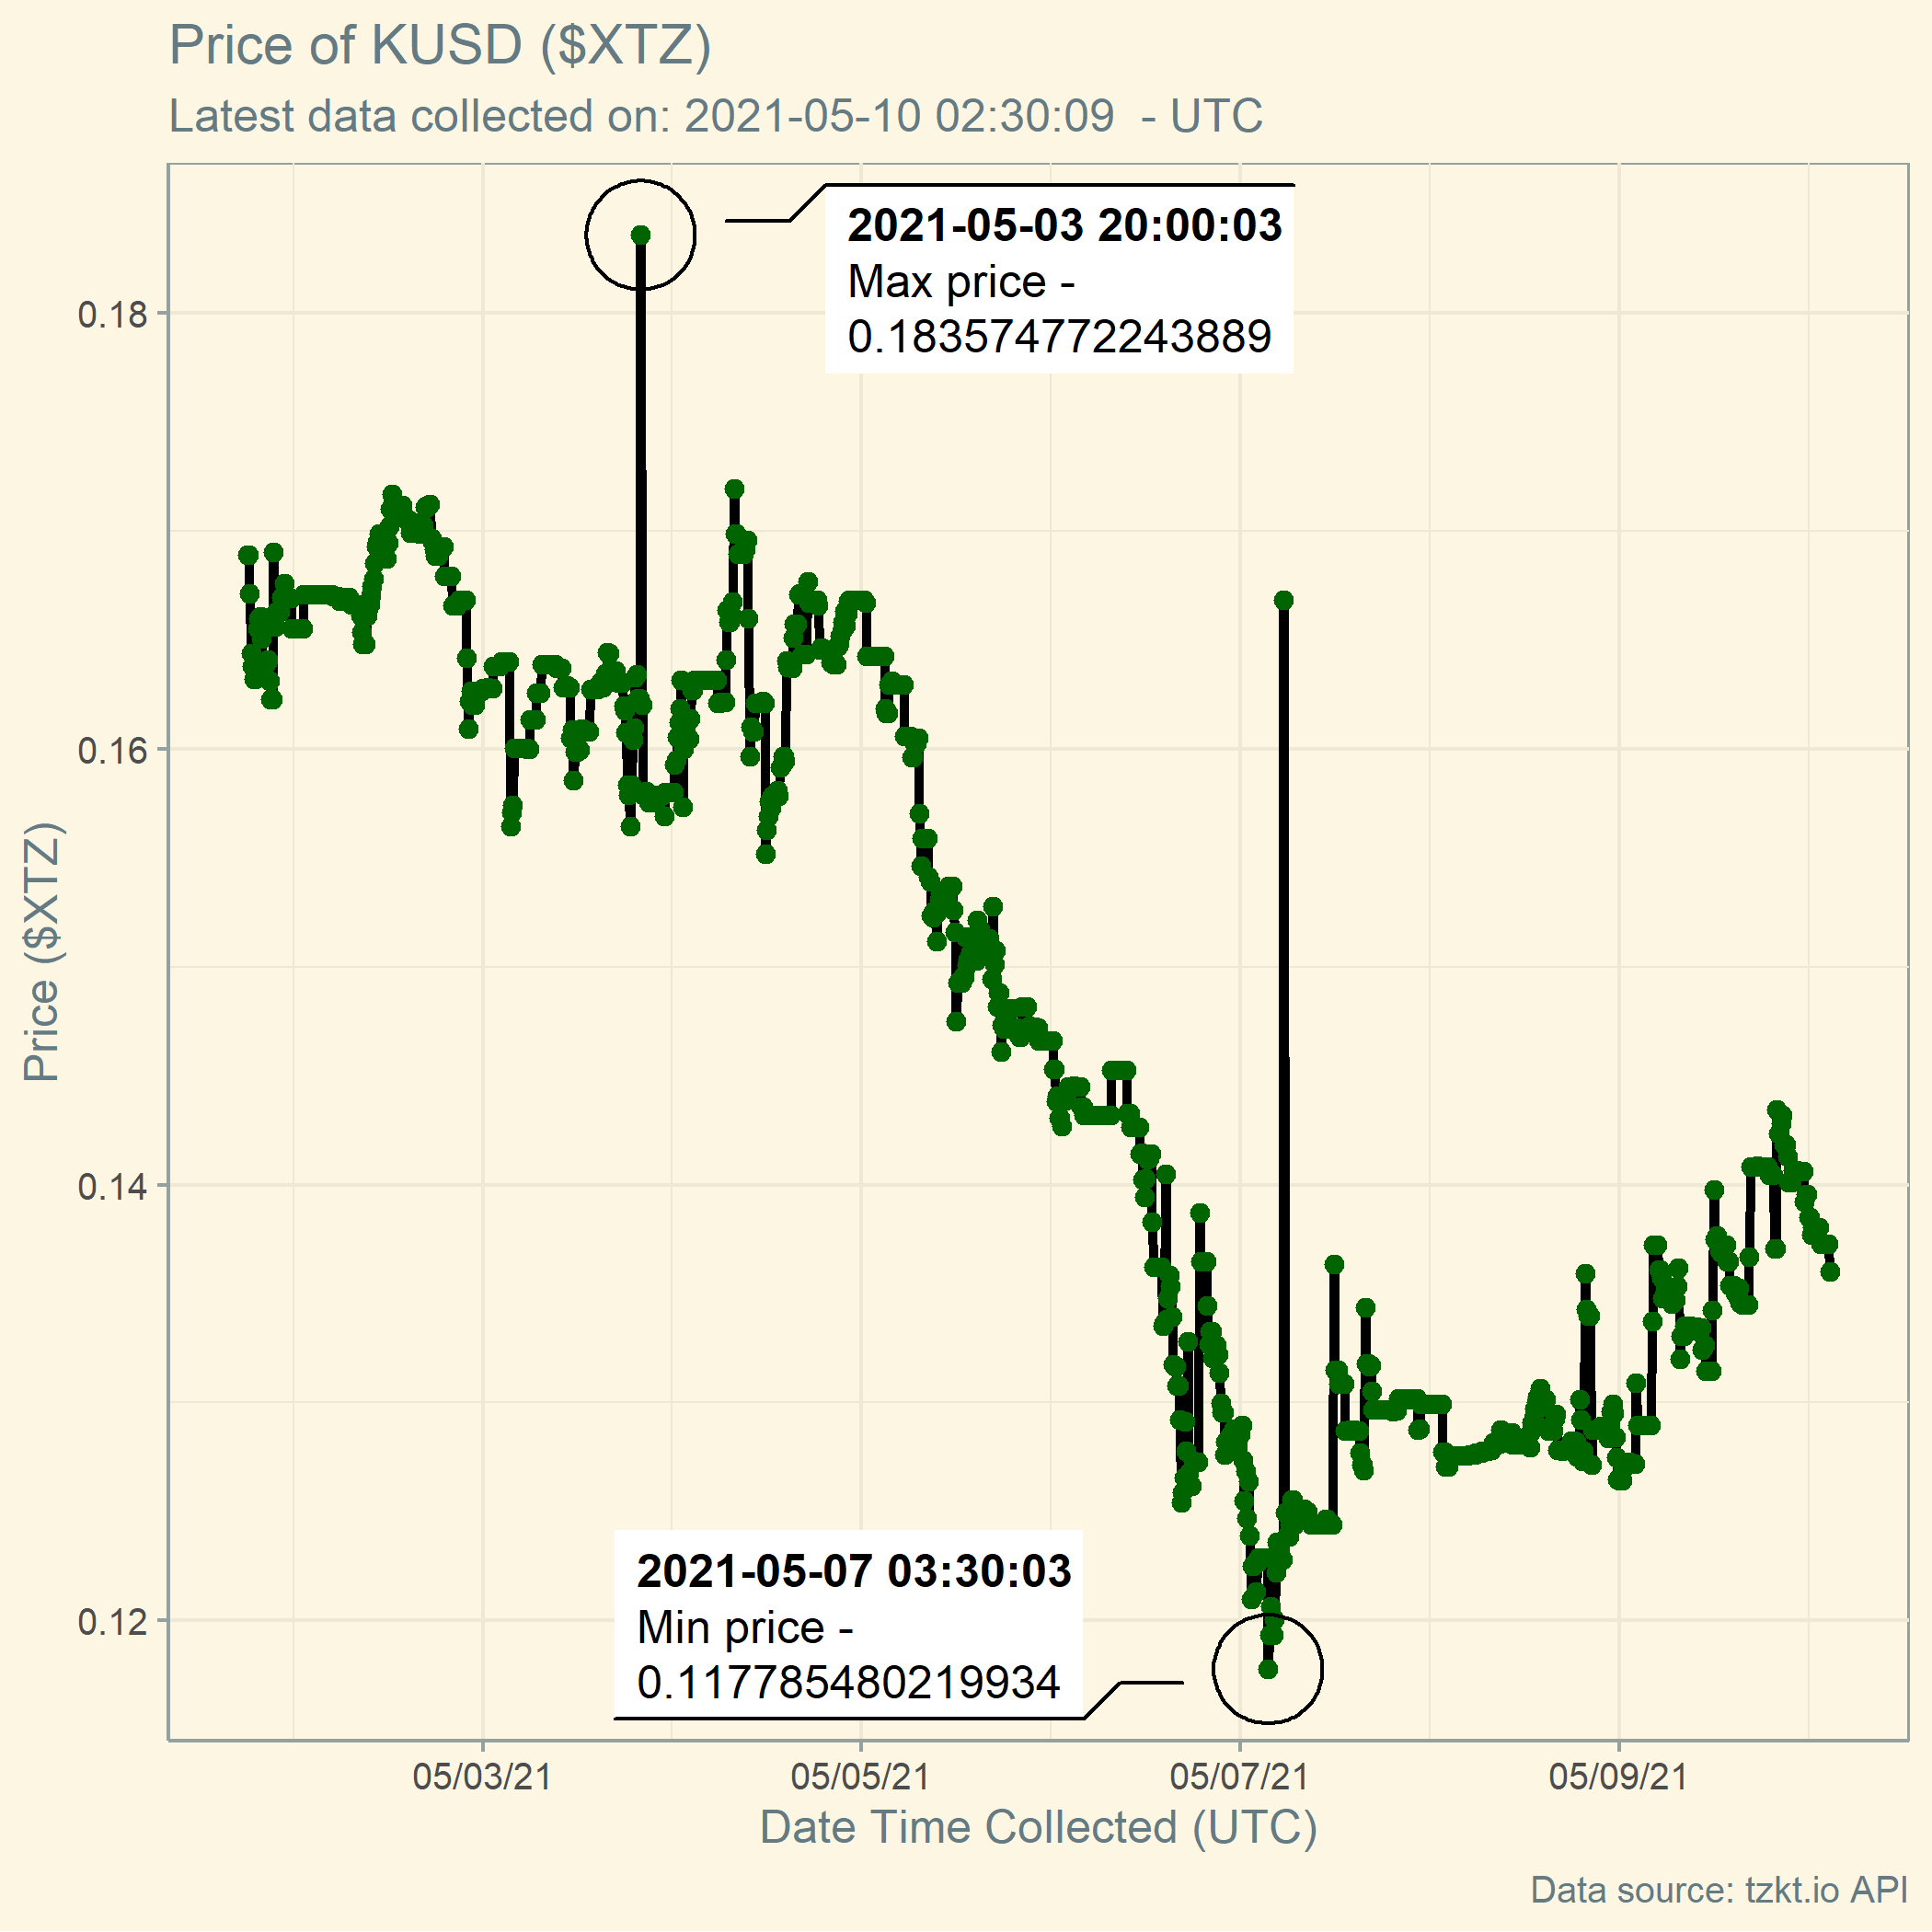 Price of KUSD ($XTZ)
Latest data collected on: 2021-05-10 02:30:09  - UTC
2021-05-03 20:00:03
Max price -
0.183574772243889
0.18
0.16
0.14
0.12
Price ($XTZ)
2021-05-07 03:30:03
Min price -
0.117785480219934
05/03/21
05/05/21
05/07/21
05/09/21
Date Time Collected (UTC)
Data source: tzkt.io API